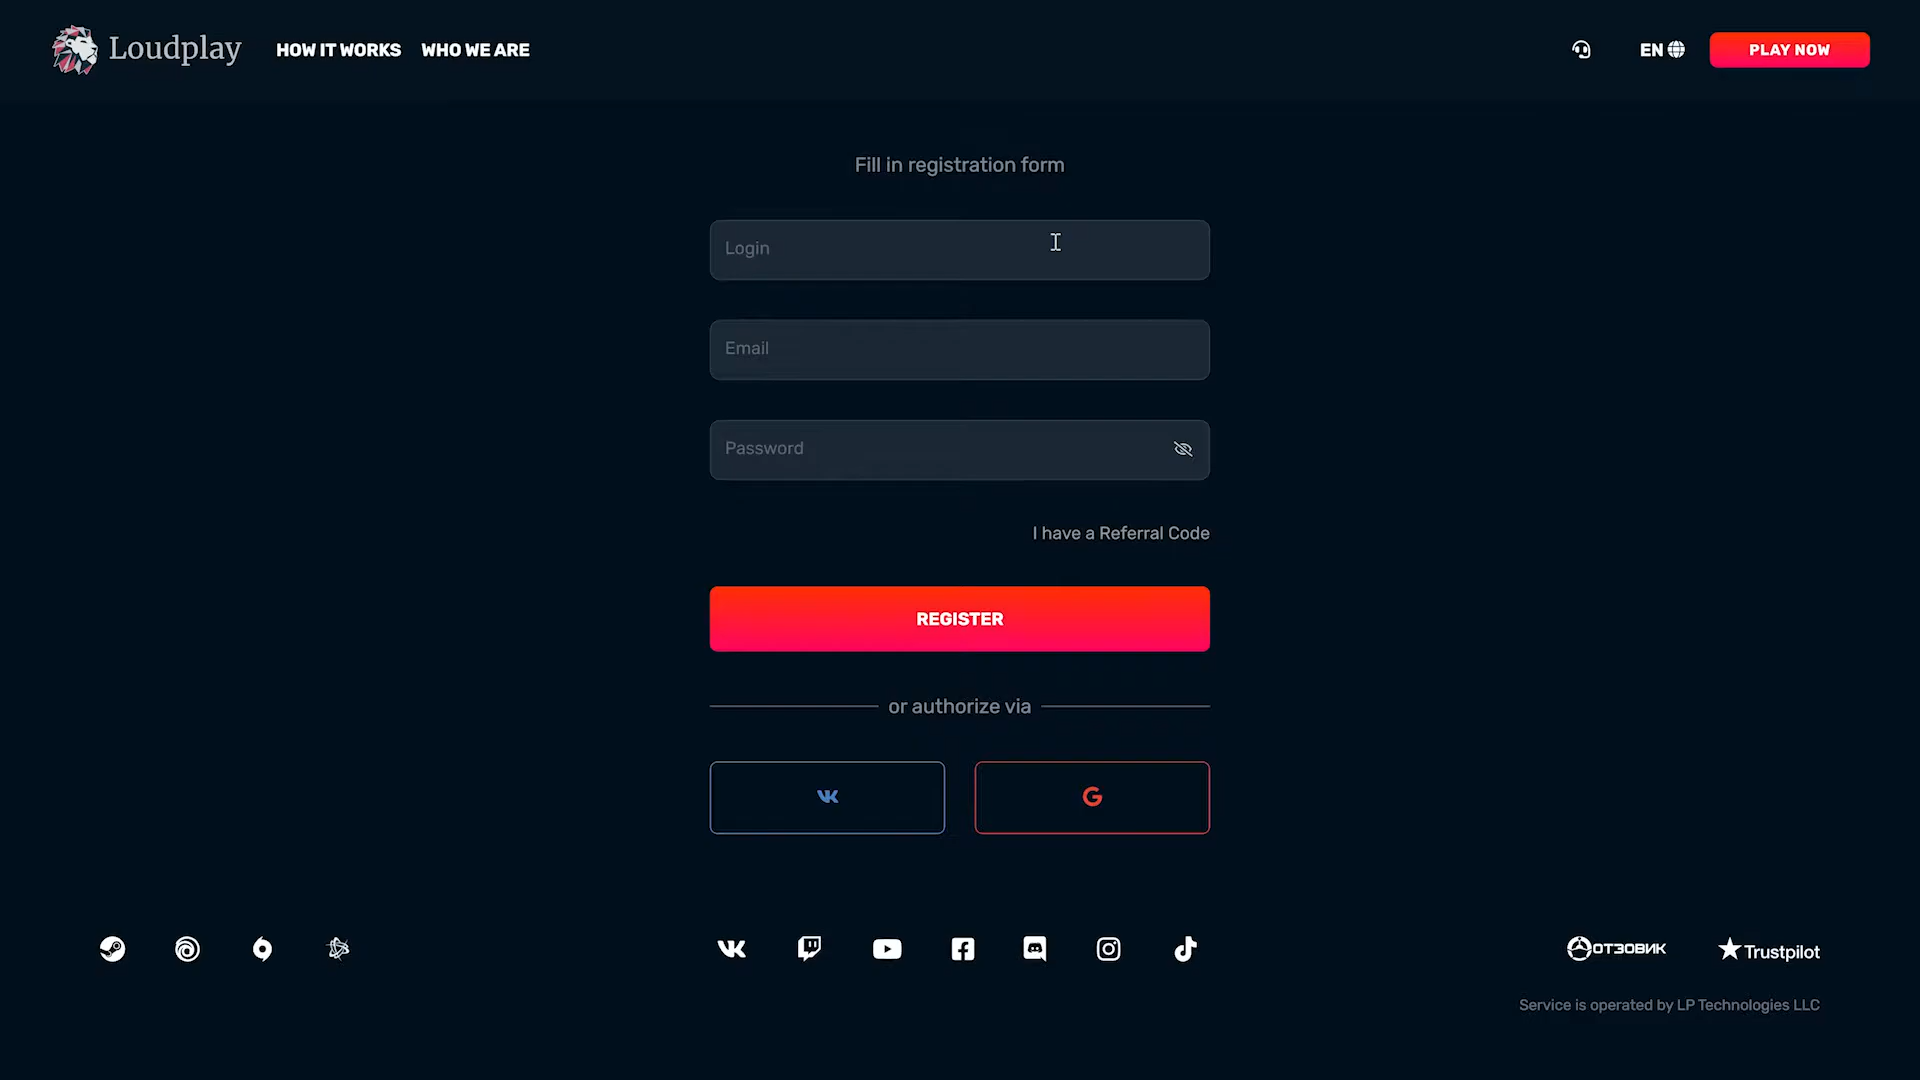 Loudplay
HOW IT WORKS
WHO WE ARE
EN
PLAY NOW
Fill in registration form
Login
Email
Password
I have a Referral Code
REGISTER
or authorize via
ОТЗОВИК
Trustpilot
Service is operated by LP Technologies LLC